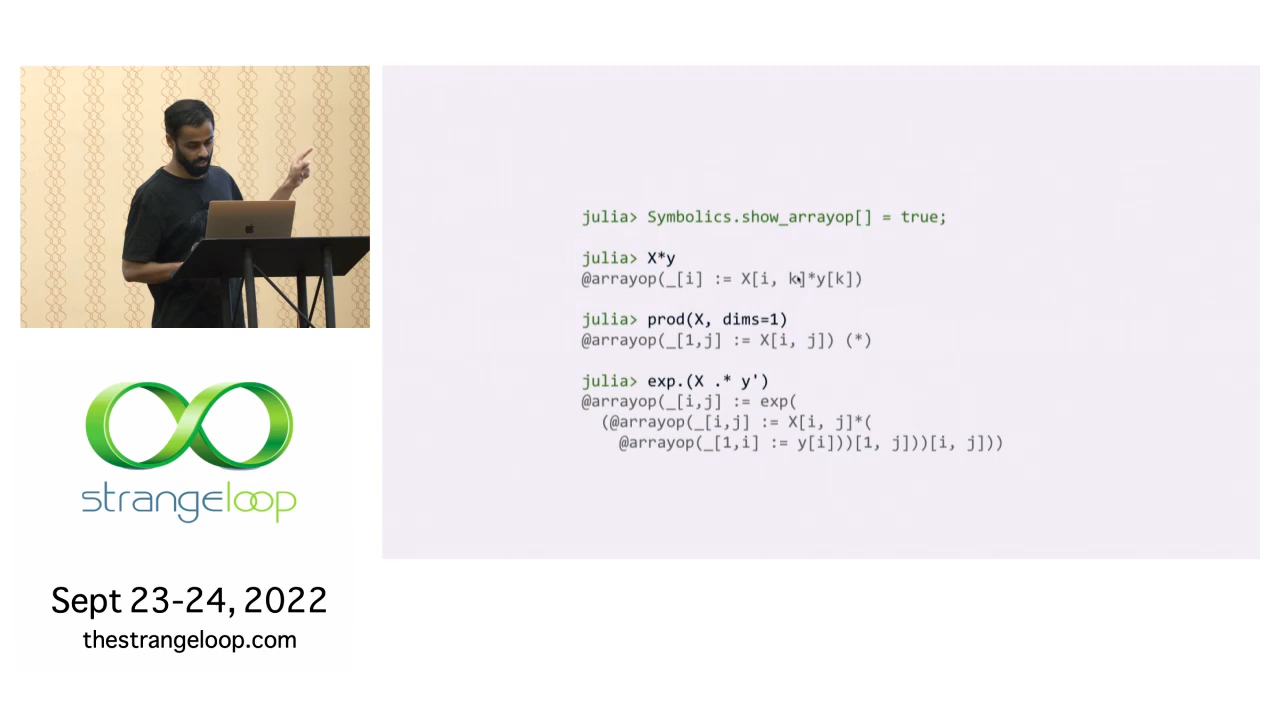 julia> Symbolics.show_arrayop[] = true;
julia> X*y
@arrayop(_[i] := X[i, k]*y[k])
julia> prod(X, dims=1)
@arrayop(_[1,j] := X[i, j]) (*)
julia> exp.(X .* y')
@arrayop(_[i,j] := exp(
(@arrayop(_[i,j] := X[i, j]*(
@arrayop(_[1,i] := y[i]))[1, j]))[i, j]))
strangeloop
Sept 23-24, 2022
thestrangeloop.com